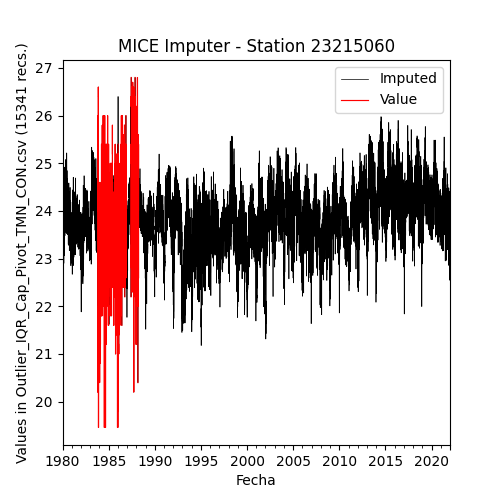 MICE Imputer - Station 23215060
Imputed
Value
Values in Outlier_IQR_Cap_Pivot_TMN_CON.csv (15341 recs.)
27
26
25
24
23
22
21
20
1980 1985 1990 1995 2000 2005 2010 2015 2020
Fecha